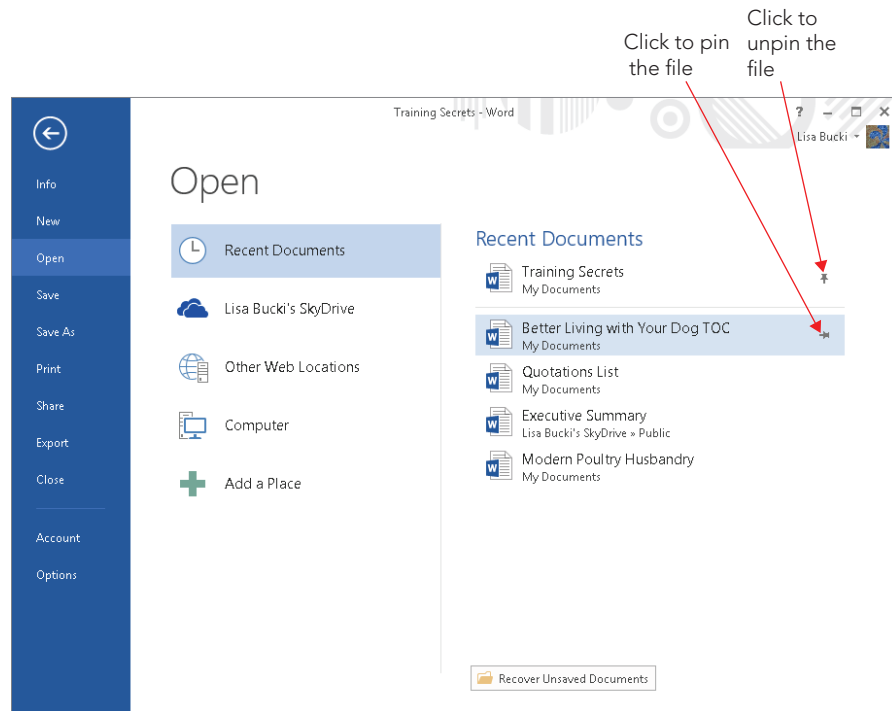 Click to pin
the file
Click to
unpin the
file
Training Secrets - Word
?
Lisa Bucki
Info
New
Open
Save
Save As
Print
Share
Export
Close
Account
Options
Open
Recent Documents
Lisa Bucki's SkyDrive
Other Web Locations
Computer
Add a Place
Recent Documents
Training Secrets
My Documents
Better Living with Your Dog TOC
My Documents
Quotations List
My Documents
Executive Summary
Lisa Bucki's SkyDrive » Public
Modern Poultry Husbandry
My Documents
Recover Unsaved Documents